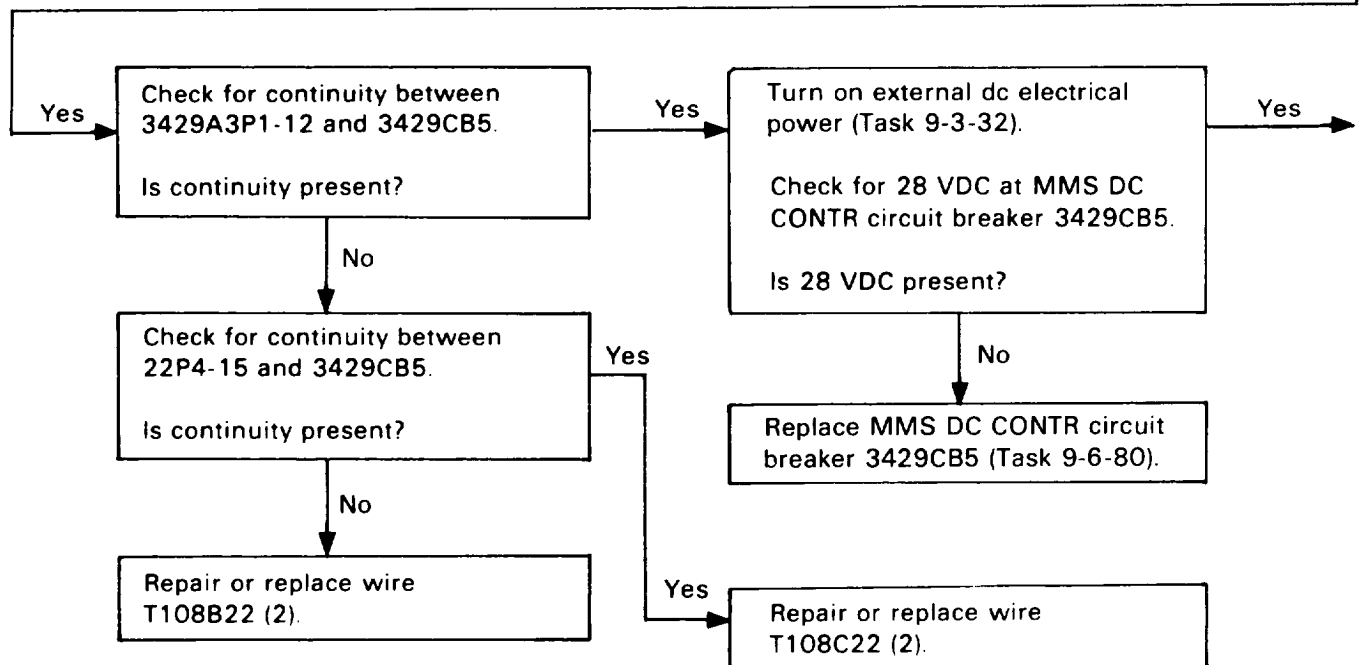 Yes
Check for continuity between
3429A3P1-12 and 3429CB5.
Is continuity present?
Yes
Turn on external dc electrical
power (Task 9-3-32).
Check for 28 VDC at MMS DC
CONTR circuit breaker 3429CB5.
Is 28 VDC present?
Yes
No
Check for continuity between
22P4-15 and 3429CB5.
Is continuity present?
Yes
No
Replace MMS DC CONTR circuit
breaker 3429CB5 (Task 9-6-80).
No
Repair or replace wire
T108B22 (2).
Yes
Repair or replace wire
T108C22 (2).